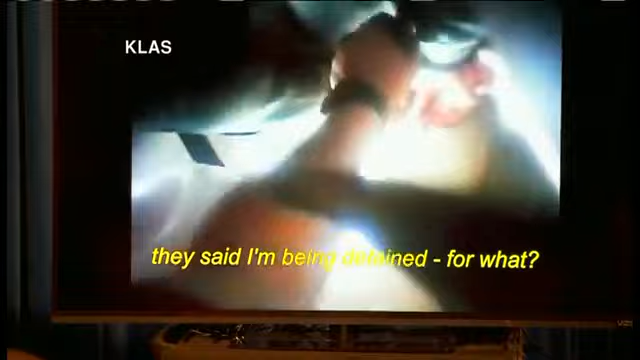 KLAS
they said I'm being detained - for what?